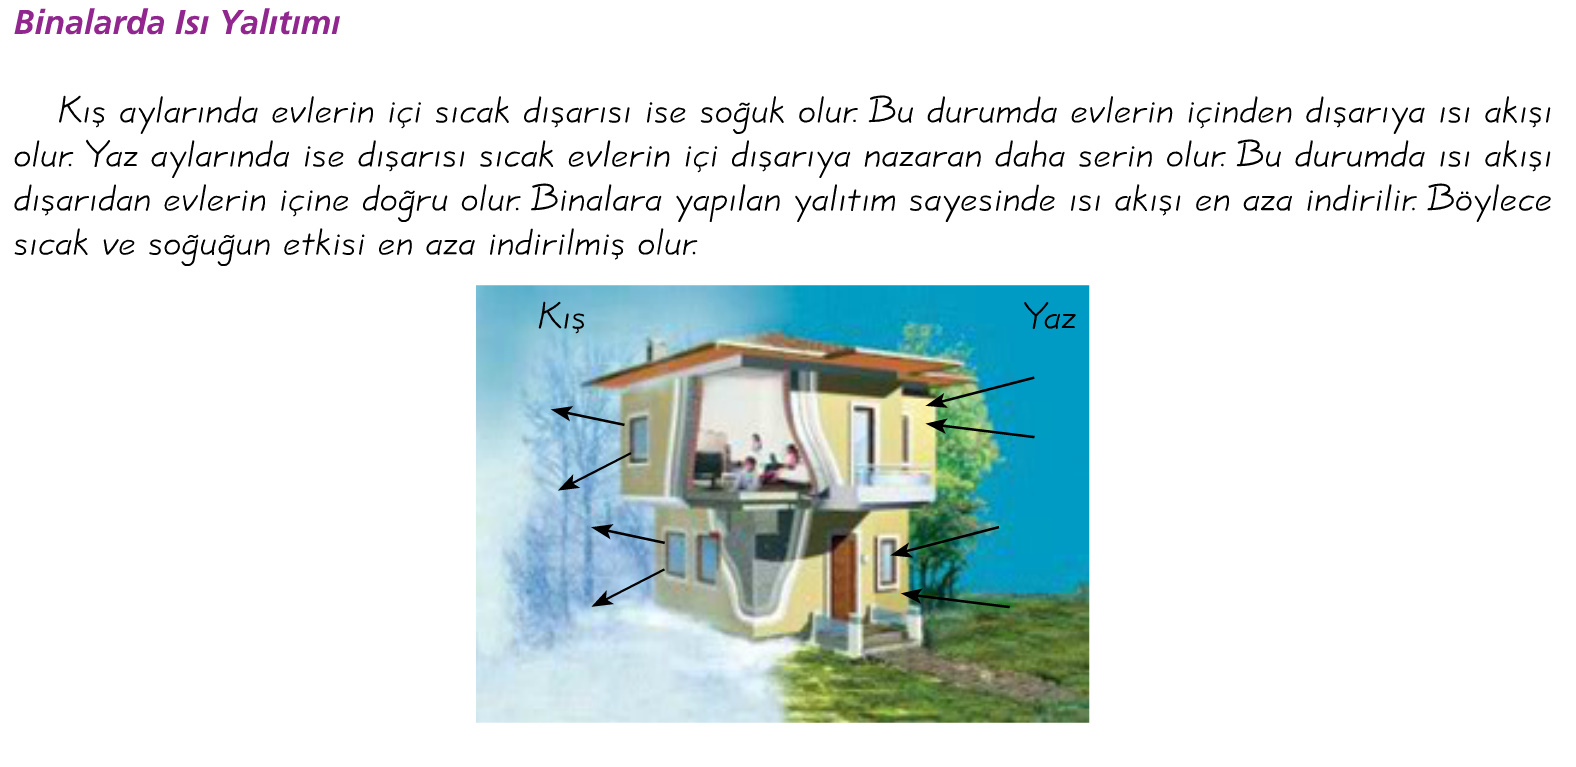 Binalarda Isı Yalıtımı
Kış aylarında evlerin içi sıcak dışarısı ise soğuk olur. Bu durumda evlerin içinden dışarıya ısı akışı
olur. Yaz aylarında ise dışarısı sıcak evlerin içi dışarıya nazaran daha serin olur. Bu durumda ısı akışı
dışarıdan evlerin içine doğru olur. Binalara yapılan yalıtım sayesinde ısı akışı en aza indirilir. Böylece
sıcak ve soğuğun etkisi en aza indirilmiş olur.
Kış
Yaz